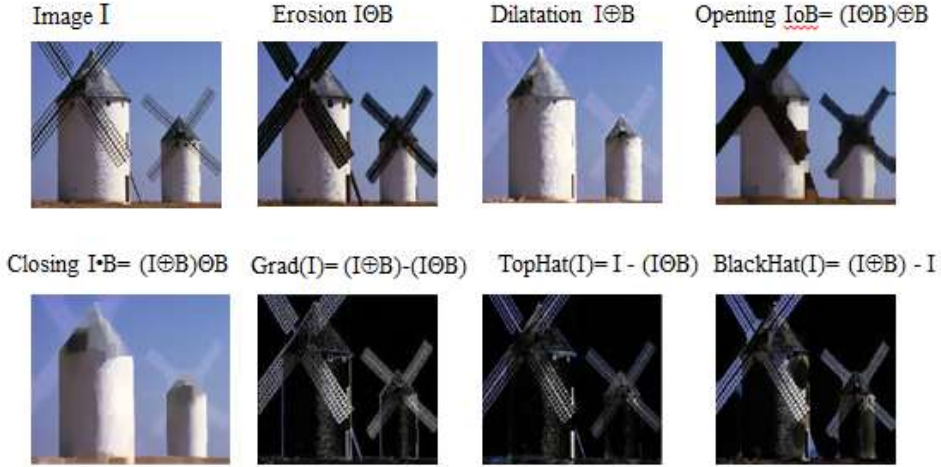 Image I
Erosion IΘB
Dilatation I⊕B
Opening IoB= (IΘB)⊕B
Closing I•B= (I⊕B)ΘB
Grad(I)= (I⊕B)-(IΘB)
TopHat(I)= I - (IΘB)
BlackHat(I)= (I⊕B) - I